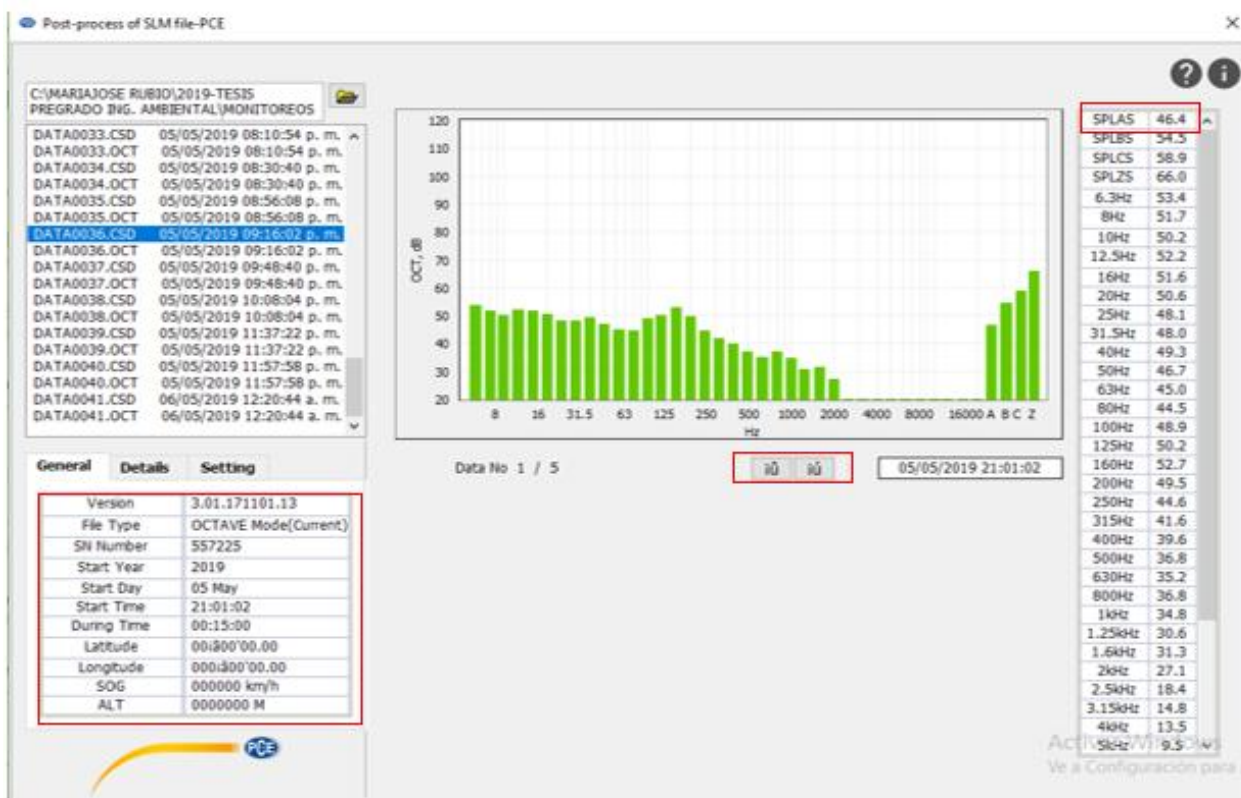 Post-process of SLM file-PCE
C:\MARIAJOSE RUBIO\2019-TESIS
PREGRADO ING. AMBIENTAL\MONITOREOS
DATA0033.CSD 05/05/2019 08:10:54 p. m.
DATA0033.OCT 05/05/2019 08:10:54 p. m.
DATA0034.CSD 05/05/2019 08:30:40 p. m.
DATA0034.OCT 05/05/2019 08:30:40 p. m.
DATA0035.CSD 05/05/2019 08:56:08 p. m.
DATA0035.OCT 05/05/2019 08:56:08 p. m.
DATA0036.CSD 05/05/2019 09:16:02 p. m.
DATA0036.OCT 05/05/2019 09:16:02 p. m.
DATA0037.CSD 05/05/2019 09:48:40 p. m.
DATA0037.OCT 05/05/2019 09:48:40 p. m.
DATA0038.CSD 05/05/2019 10:08:04 p. m.
DATA0038.OCT 05/05/2019 10:08:04 p. m.
DATA0039.CSD 05/05/2019 11:37:22 p. m.
DATA0039.OCT 05/05/2019 11:37:22 p. m.
DATA0040.CSD 05/05/2019 11:57:58 p. m.
DATA0040.OCT 05/05/2019 11:57:58 p. m.
DATA0041.CSD 06/05/2019 12:20:44 a. m.
DATA0041.OCT 06/05/2019 12:20:44 a. m.
General Details Setting
Version 3.01.171101.13
File Type OCTAVE Mode(Current)
SN Number 557225
Start Year 2019
Start Day 05 May
Start Time 21:01:02
During Time 00:15:00
Latitude 00¡ã00'00.00
Longitude 000¡ã00'00.00
SOG 000000 km/h
ALT 0000000 M
PCE
OCT, dB
120
110
100
90
80
70
60
50
40
30
20
8 16 31.5 63 125 250 500 1000 2000 4000 8000 16000 A B C Z
Hz
Data No 1 / 5
05/05/2019 21:01:02
SPLAS 46.4
SPLBS 54.5
SPLCS 58.9
SPLZS 66.0
6.3Hz 53.4
8Hz 51.7
10Hz 50.2
12.5Hz 52.2
16Hz 51.6
20Hz 50.6
25Hz 48.1
31.5Hz 48.0
40Hz 49.3
50Hz 46.7
63Hz 45.0
80Hz 44.5
100Hz 48.9
125Hz 50.2
160Hz 52.7
200Hz 49.5
250Hz 44.6
315Hz 41.6
400Hz 39.6
500Hz 36.8
630Hz 35.2
800Hz 36.8
1kHz 34.8
1.25kHz 30.6
1.6kHz 31.3
2kHz 27.1
2.5kHz 18.4
3.15kHz 14.8
4kHz 13.5
5kHz 9.5
Ve a Configuración para